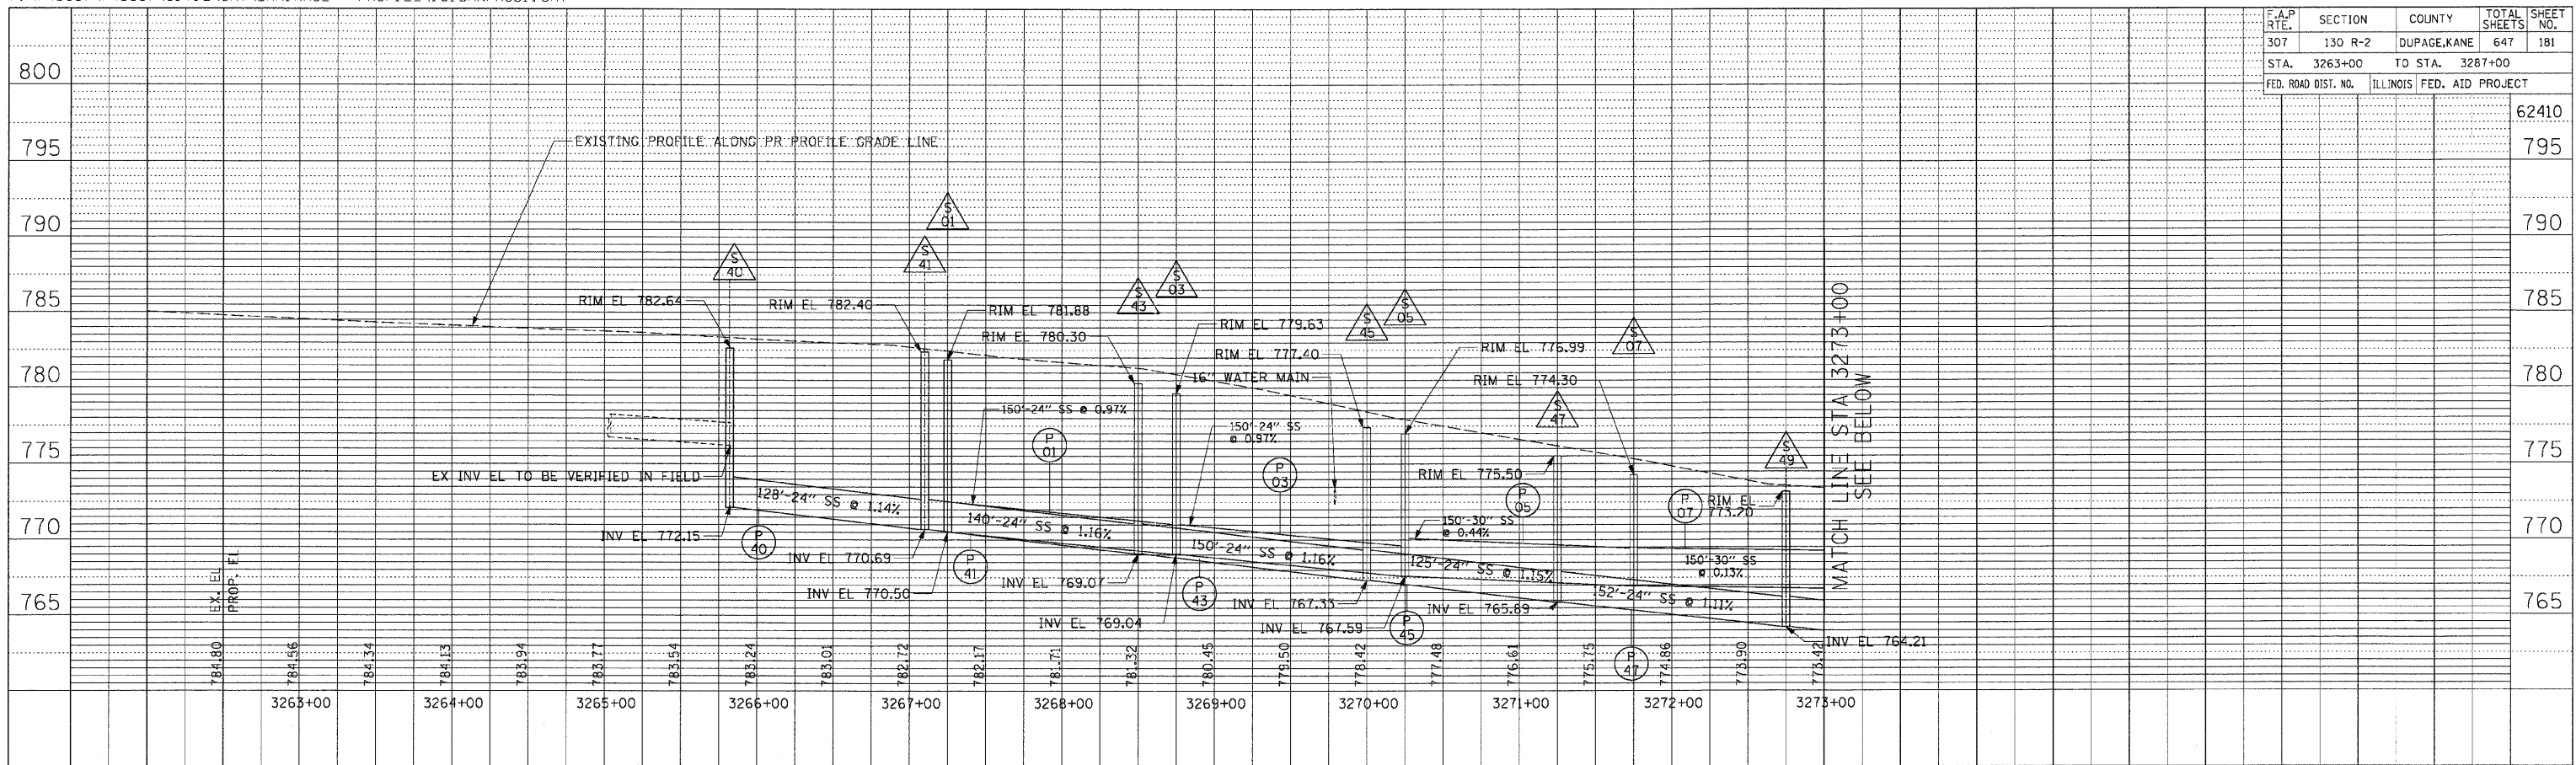 F.A.P RTE. SECTION COUNTY TOTAL SHEETS SHEET NO.
307 130 R-2 DUPAGE,KANE 647 181
STA. 3263+00 TO STA. 3287+00
FED. ROAD DIST. NO. ILLINOIS FED. AID PROJECT
62410
800
795 795
790 790
785 785
780 780
775 775
770 770
765 765
EXISTING PROFILE ALONG PR PROFILE GRADE LINE
S 01
S 40
S 41
S 43
S 03
S 45
S 05
S 07
S 47
S 49
RIM EL 782.64
RIM EL 782.40
RIM EL 781.88
RIM EL 780.30
RIM EL 779.63
RIM EL 777.40
RIM EL 776.99
RIM EL 774.30
16" WATER MAIN
RIM EL 775.50
RIM EL 773.20
150'-24" SS @ 0.97%
150' 24" SS @ 0.97%
P 01
P 03
P 05
P 07
EX INV EL TO BE VERIFIED IN FIELD
128'-24" SS @ 1.14%
140'-24" SS @ 1.16%
150'-24" SS @ 1.16%
125'-24" SS @ 1.15%
152'-24" SS @ 1.11%
150'-30" SS @ 0.44%
150'-30" SS @ 0.13%
INV EL 772.15
P 40
INV EL 770.69
P 41
INV EL 770.50
INV EL 769.07
P 43
INV EL 769.04
INV EL 767.33
INV EL 767.59
P 45
INV EL 765.89
P 47
INV EL 764.21
MATCH LINE STA 3273+00
SEE BELOW
EX. EL
PROP. EL
784.80 784.56 784.34 784.13 783.94 783.77 783.54 783.24 783.01 782.72 782.17 781.71 781.32 780.45 779.50 778.42 777.48 776.61 775.75 774.86 773.90 773.42
3263+00 3264+00 3265+00 3266+00 3267+00 3268+00 3269+00 3270+00 3271+00 3272+00 3273+00